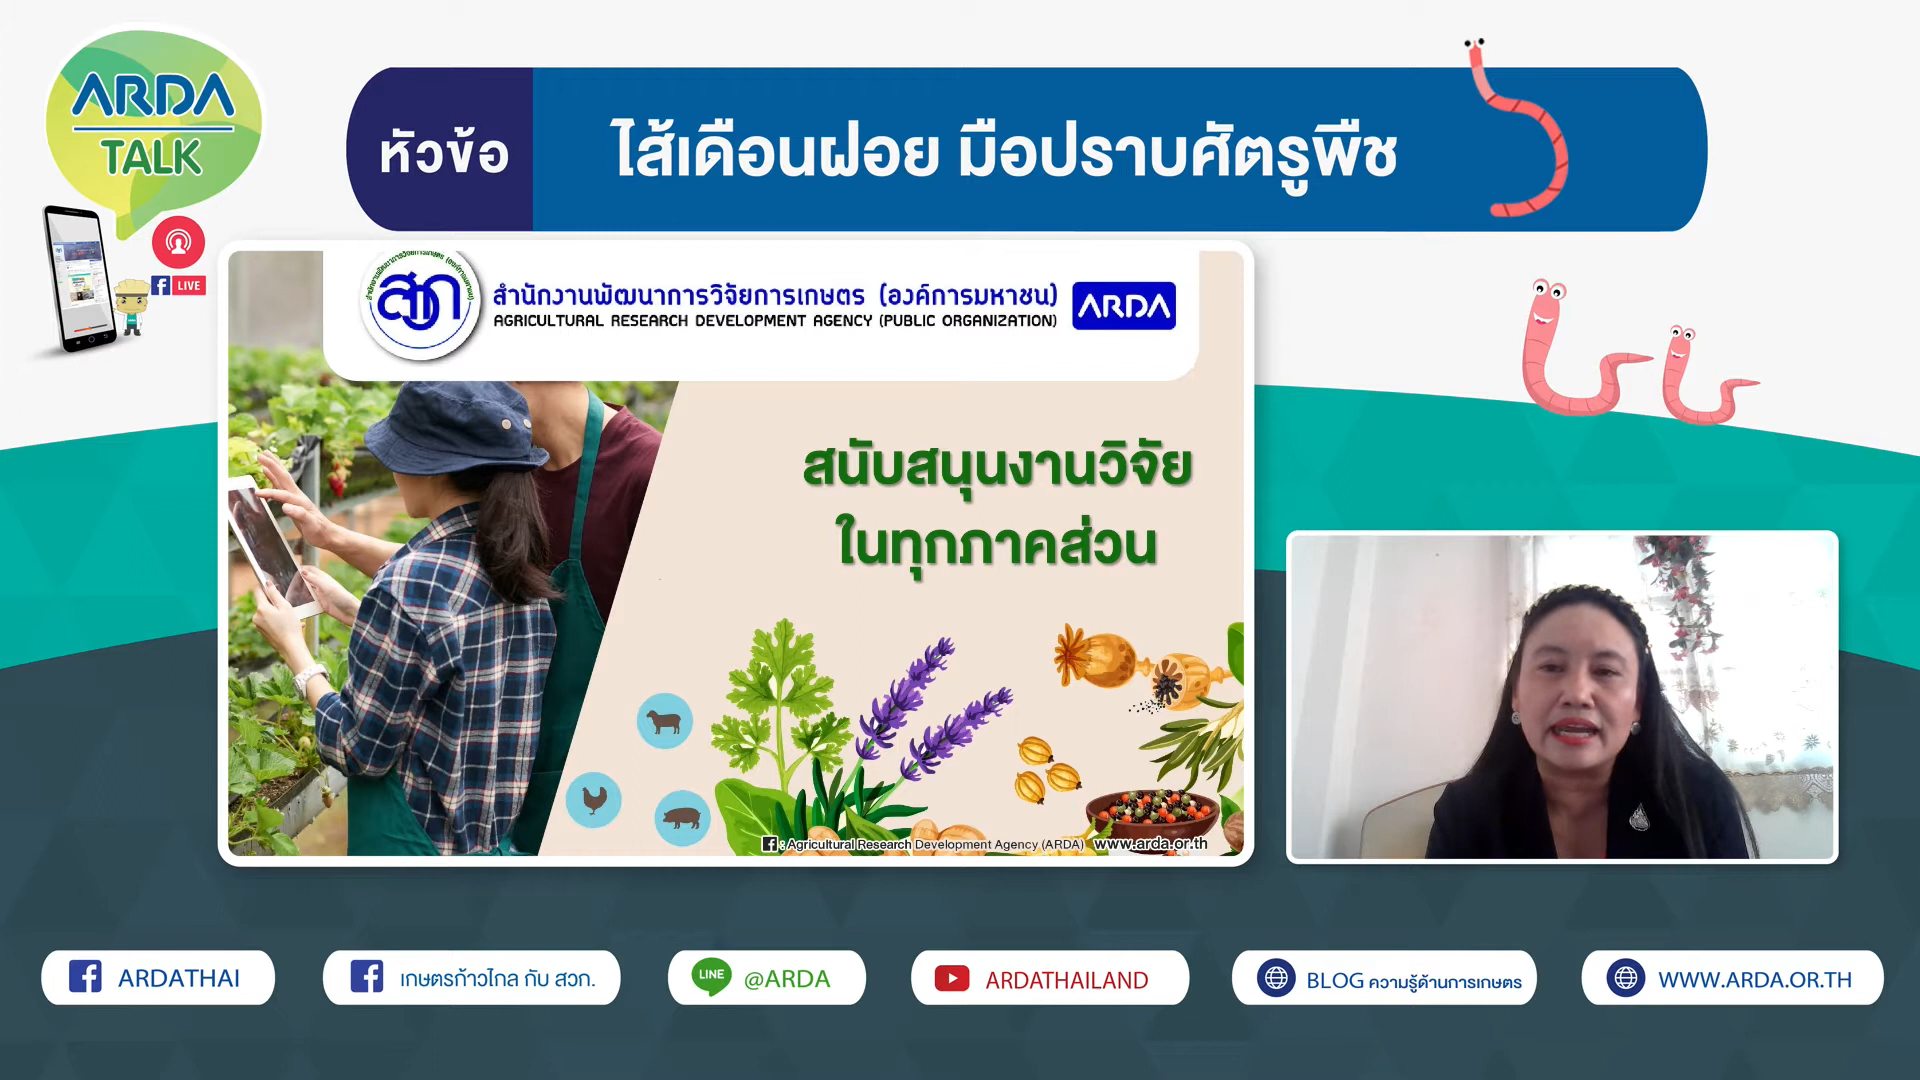 ARDA
TALK
LIVE
หัวข้อ
ไส้เดือนฝอย มือปราบศัตรูพืช
สวก
สำนักงานพัฒนาการวิจัยการเกษตร (องค์การมหาชน)
AGRICULTURAL RESEARCH DEVELOPMENT AGENCY (PUBLIC ORGANIZATION)
ARDA
สนับสนุนงานวิจัย
ในทุกภาคส่วน
: Agricultural Research Development Agency (ARDA) www.arda.or.th
ARDATHAI
เกษตรก้าวไกล กับ สวก.
LINE
@ARDA
ARDATHAILAND
BLOG ความรู้ด้านการเกษตร
WWW.ARDA.OR.TH